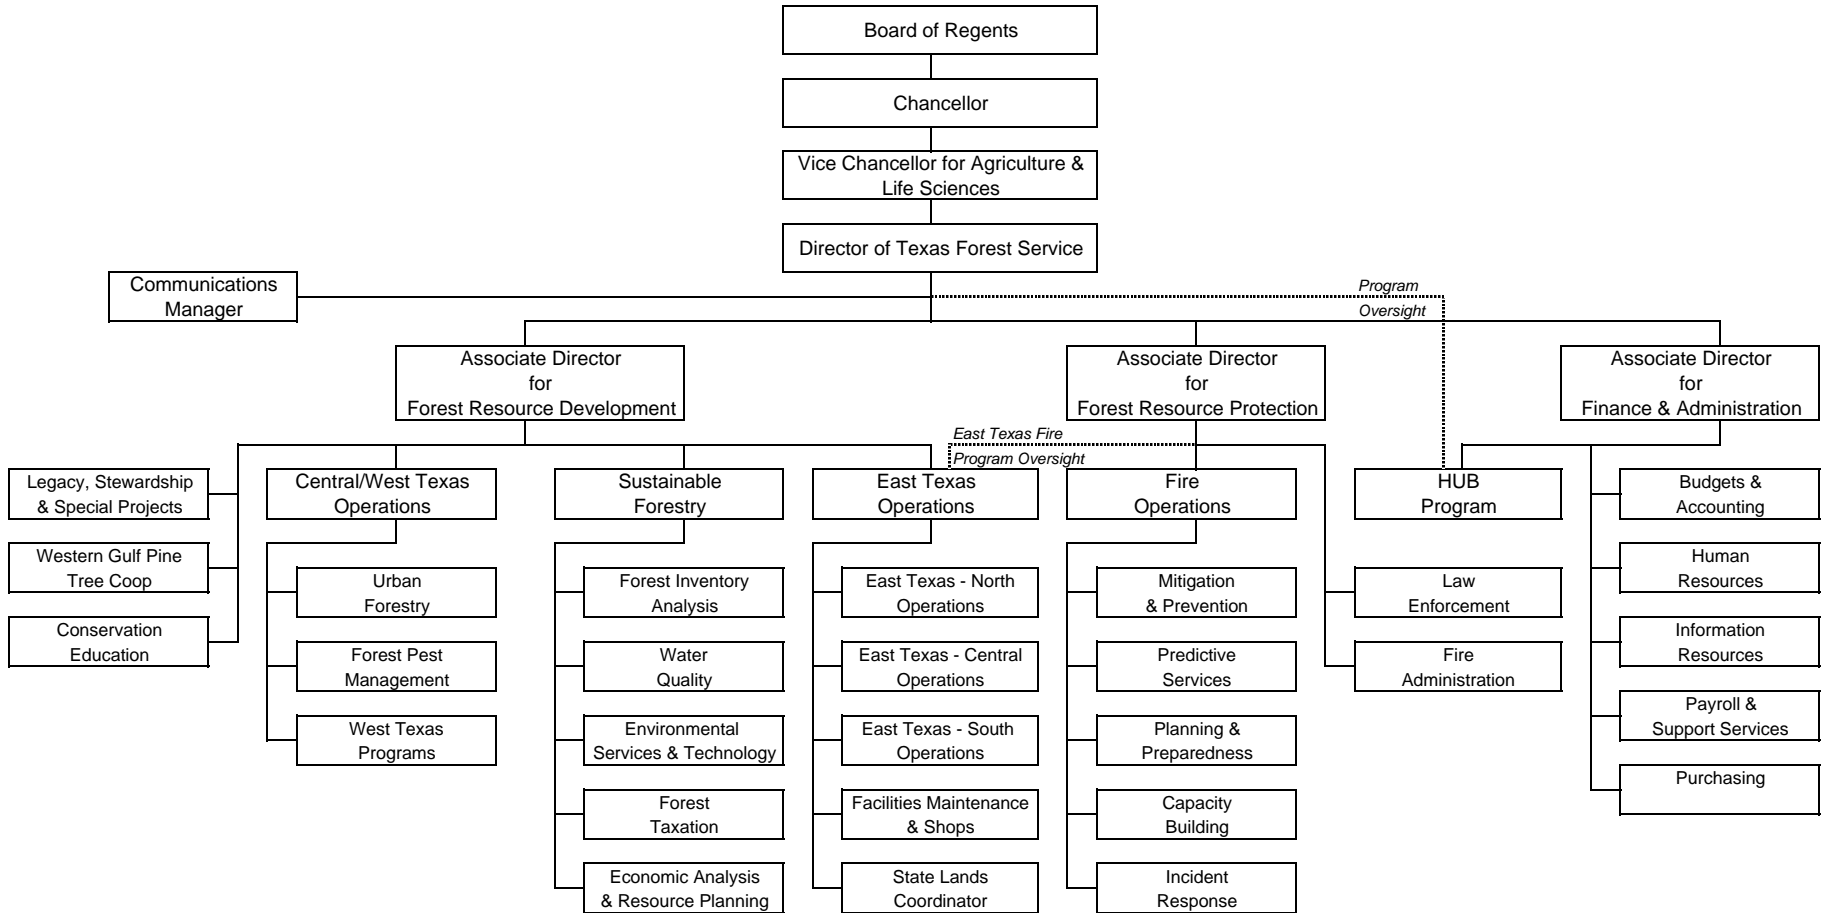 Board of Regents
Chancellor
Vice Chancellor for Agriculture &
Life Sciences
Director of Texas Forest Service
Communications
Manager
Program
Oversight
Associate Director
for
Forest Resource Development
Associate Director
for
Forest Resource Protection
Associate Director
for
Finance & Administration
East Texas Fire
Program Oversight
Legacy, Stewardship
& Special Projects
Central/West Texas
Operations
Sustainable
Forestry
East Texas
Operations
Fire
Operations
HUB
Program
Budgets &
Accounting
Western Gulf Pine
Tree Coop
Urban
Forestry
Forest Inventory
Analysis
East Texas - North
Operations
Mitigation
& Prevention
Law
Enforcement
Human
Resources
Conservation
Education
Forest Pest
Management
Water
Quality
East Texas - Central
Operations
Predictive
Services
Fire
Administration
Information
Resources
West Texas
Programs
Environmental
Services & Technology
East Texas - South
Operations
Planning &
Preparedness
Payroll &
Support Services
Forest
Taxation
Facilities Maintenance
& Shops
Capacity
Building
Purchasing
Economic Analysis
& Resource Planning
State Lands
Coordinator
Incident
Response